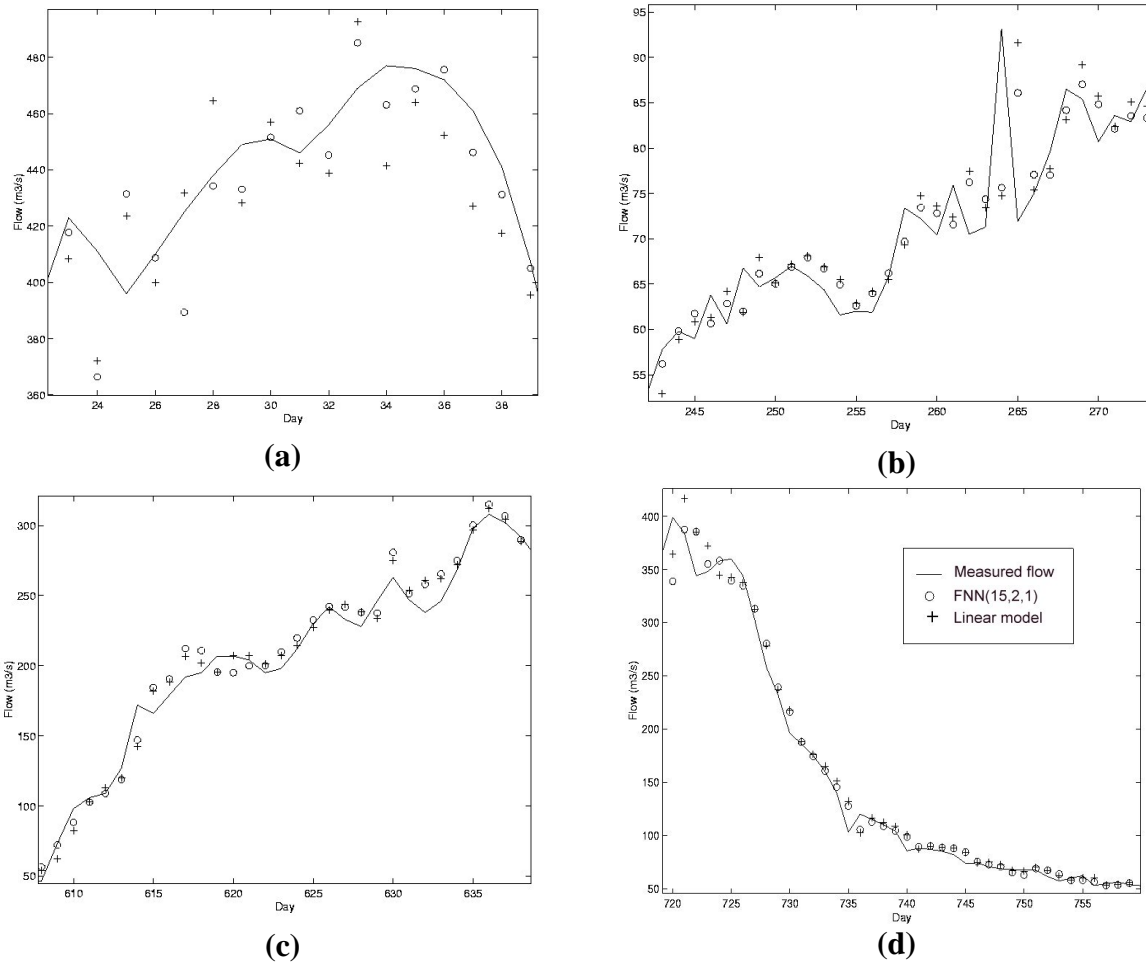 480
460
440
420
400
380
360
Flow (m3/s)
24 26 28 30 32 34 36 38
Day
(a)
95
90
85
80
75
70
65
60
55
Flow (m3/s)
245 250 255 260 265 270
Day
(b)
300
250
200
150
100
50
Flow (m3/s)
610 615 620 625 630 635
Day
(c)
400
350
300
250
200
150
100
50
Flow (m3/s)
Measured flow
FNN(15,2,1)
Linear model
720 725 730 735 740 745 750 755
Day
(d)